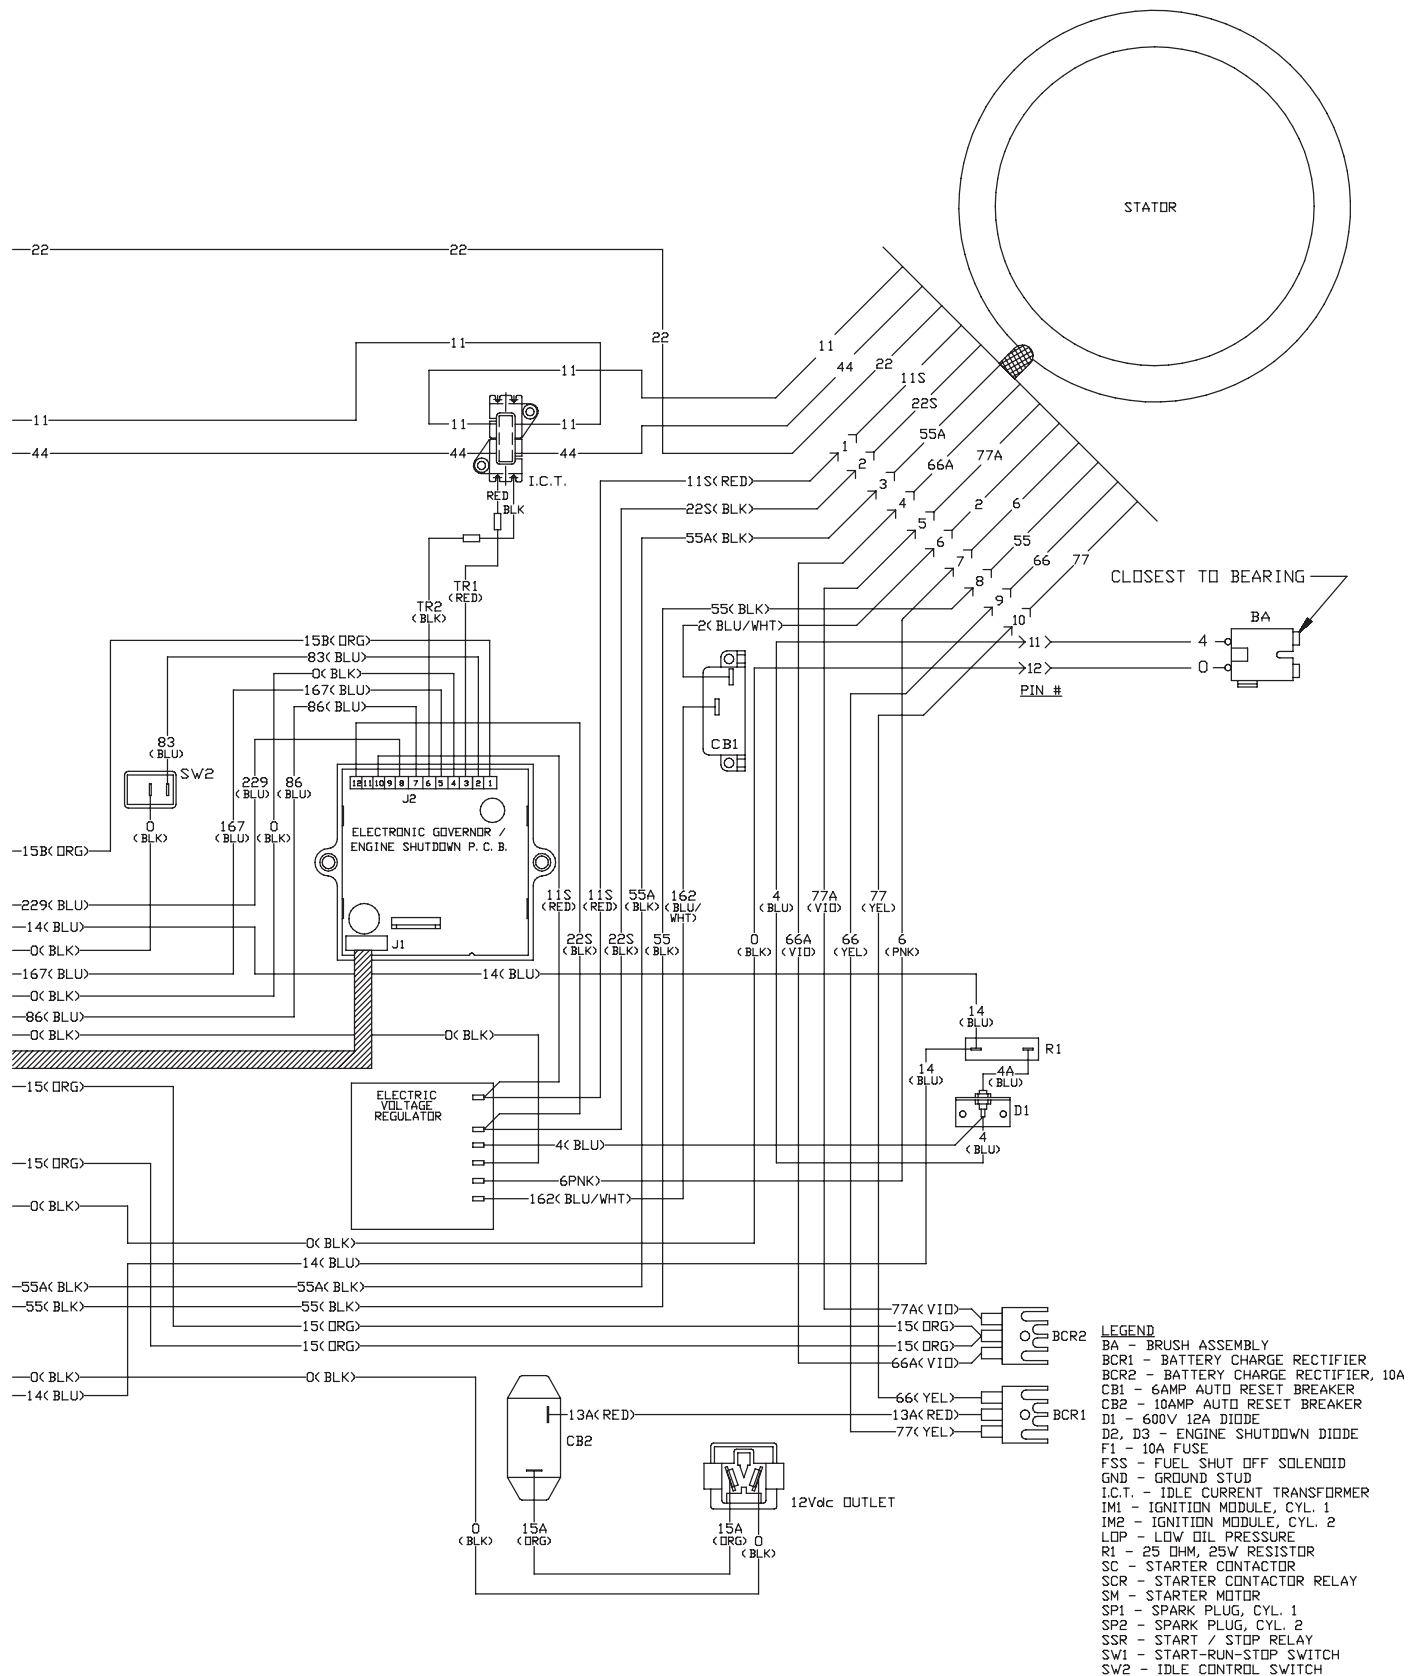 STATOR
22
22
22
11
11
11
11
11
44
44
44
I.C.T.
RED
BLK
11
44
22
11S
22S
55A
66A
77A
2
6
55
66
77
1
2
3
4
5
6
7
8
9
10
11S(RED)
22S(BLK)
55A(BLK)
55(BLK)
2(BLU/WHT)
11
12
PIN #
4
0
BA
CLOSEST TO BEARING
TR1
(RED)
TR2
(BLK)
15B(ORG)
83(BLU)
0(BLK)
167(BLU)
86(BLU)
83
(BLU)
SW2
0
(BLK)
229
(BLU)
86
(BLU)
167
(BLU)
0
(BLK)
12 11 10 9 8 7 6 5 4 3 2 1
J2
ELECTRONIC GOVERNOR /
ENGINE SHUTDOWN P.C.B.
J1
CB1
15B(ORG)
229(BLU)
14(BLU)
0(BLK)
167(BLU)
0(BLK)
86(BLU)
0(BLK)
11S
(RED)
11S
(RED)
55A
(BLK)
162
(BLU/
WHT)
4
(BLU)
77A
(VIO)
77
(YEL)
22S
(BLK)
22S
(BLK)
55
(BLK)
0
(BLK)
66A
(VIO)
66
(YEL)
6
(PNK)
14(BLU)
0(BLK)
14
(BLU)
R1
14
(BLU)
4A
(BLU)
D1
4
(BLU)
ELECTRIC
VOLTAGE
REGULATOR
4(BLU)
6PNK)
162(BLU/WHT)
15(ORG)
15(ORG)
0(BLK)
0(BLK)
14(BLU)
55A(BLK)
55A(BLK)
55(BLK)
55(BLK)
15(ORG)
15(ORG)
0(BLK)
0(BLK)
14(BLU)
77A(VIO)
15(ORG)
15(ORG)
66A(VIO)
BCR2
66(YEL)
13A(RED)
13A(RED)
77(YEL)
BCR1
CB2
12Vdc OUTLET
0
(BLK)
15A
(ORG)
15A
(ORG)
0
(BLK)
LEGEND
BA - BRUSH ASSEMBLY
BCR1 - BATTERY CHARGE RECTIFIER
BCR2 - BATTERY CHARGE RECTIFIER, 10A
CB1 - 6AMP AUTO RESET BREAKER
CB2 - 10AMP AUTO RESET BREAKER
D1 - 600V 12A DIODE
D2, D3 - ENGINE SHUTDOWN DIODE
F1 - 10A FUSE
FSS - FUEL SHUT OFF SOLENOID
GND - GROUND STUD
I.C.T. - IDLE CURRENT TRANSFORMER
IM1 - IGNITION MODULE, CYL. 1
IM2 - IGNITION MODULE, CYL. 2
LOP - LOW OIL PRESSURE
R1 - 25 OHM, 25W RESISTOR
SC - STARTER CONTACTOR
SCR - STARTER CONTACTOR RELAY
SM - STARTER MOTOR
SP1 - SPARK PLUG, CYL. 1
SP2 - SPARK PLUG, CYL. 2
SSR - START / STOP RELAY
SW1 - START-RUN-STOP SWITCH
SW2 - IDLE CONTROL SWITCH